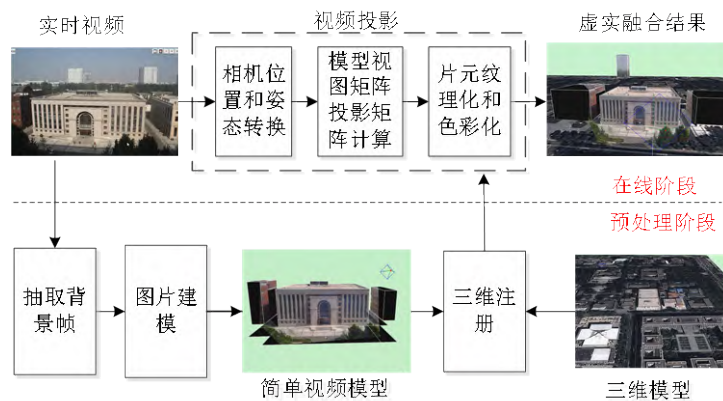 实时视频
视频投影
虚实融合结果
相机位
置和姿
态转换
模型视
图矩阵
投影矩
阵计算
片元纹
理化和
色彩化
在线阶段
预处理阶段
抽取背
景帧
图片建
模
三维注
册
简单视频模型
三维模型